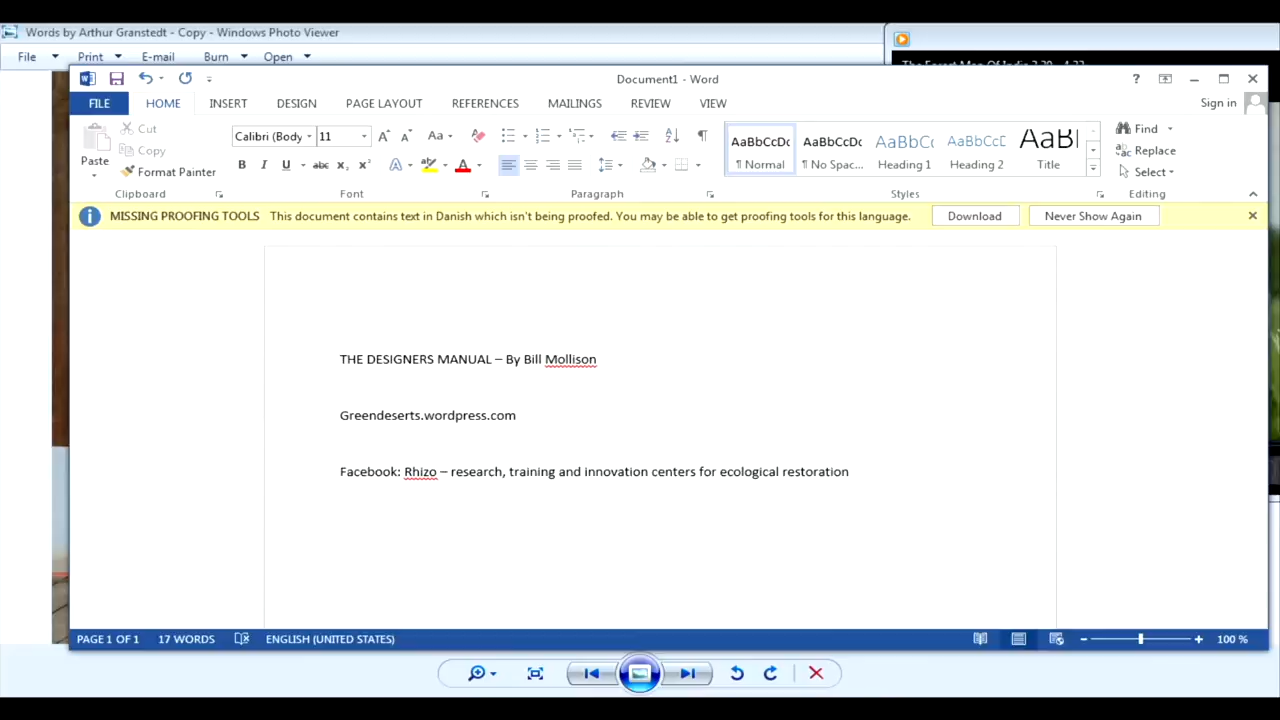 Words by Arthur Granstedt - Copy - Windows Photo Viewer
File Print E-mail Burn Open
Document1 - Word
FILE HOME INSERT DESIGN PAGE LAYOUT REFERENCES MAILINGS REVIEW VIEW Sign in
Paste Cut Copy Format Painter
Calibri (Body 11
AaBbCcDc AaBbCcDc AaBbCc AaBbCcD AaBl
¶ Normal ¶ No Spac... Heading 1 Heading 2 Title
Find
Replace
Select
Clipboard Font Paragraph Styles Editing
MISSING PROOFING TOOLS This document contains text in Danish which isn't being proofed. You may be able to get proofing tools for this language. Download Never Show Again
THE DESIGNERS MANUAL – By Bill Mollison
Greendeserts.wordpress.com
Facebook: Rhizo – research, training and innovation centers for ecological restoration
PAGE 1 OF 1 17 WORDS ENGLISH (UNITED STATES) 100 %